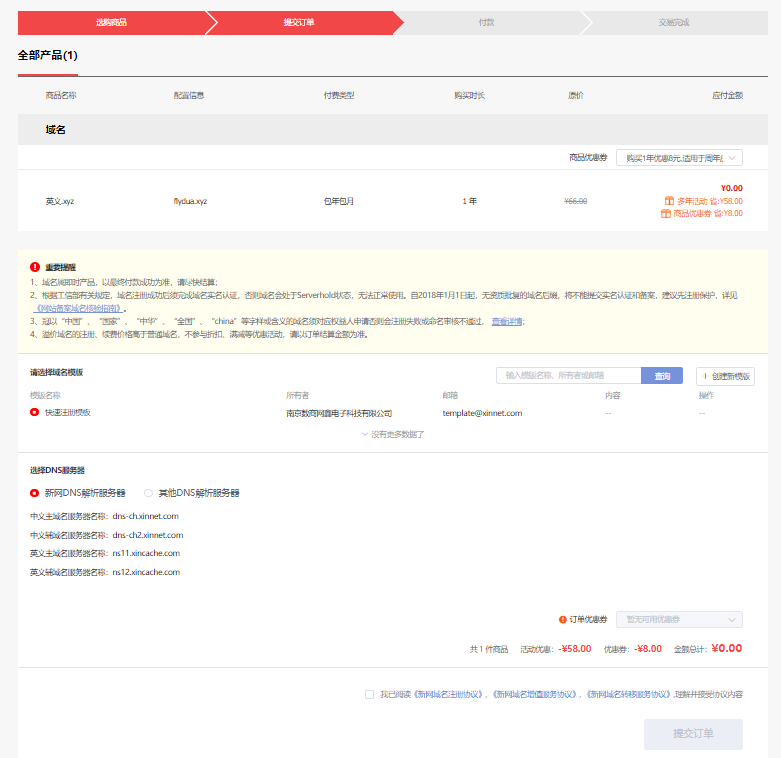 选购商品 提交订单 付款 交易完成
全部产品(1)
商品名称 配置信息 付费类型 购买时长 原价 应付金额
域名
商品优惠券 购买1年优惠8元,适用于周年庆
英文.xyz flydua.xyz 包年包月 1 年 ¥66.00 ¥0.00
多年活动 省:¥58.00
商品优惠券 省:¥8.00
重要提醒
1、域名属即时产品，以最终付款成功为准，请尽快结算；
2、根据工信部有关规定，域名注册成功后须完成域名实名认证，否则域名会处于Serverhold状态，无法正常使用。自2018年1月1日起，无资质批复的域名后缀，将不能提交实名认证和备案，建议先注册保护，详见
《网站备案域名核验指南》。
3、冠以 “中国”、“国家”、“中华”、“全国”、“china” 等字样或含义的域名须对应权益人申请否则会注册失败或命名审核不通过， 查看详情;
4、溢价域名的注册、续费价格高于普通域名，不参与折扣、满减等优惠活动，请以订单结算金额为准。
请选择域名模版 输入模版名称、所有者或邮箱 查询 + 创建新模版
模版名称 所有者 邮箱 内容 操作
快速注册模板 南京数商网鑫电子科技有限公司 template@xinnet.com -- --
没有更多数据了
选择DNS服务器
新网DNS解析服务器 其他DNS解析服务器
中文主域名服务器名称：dns-ch.xinnet.com
中文辅域名服务器名称：dns-ch2.xinnet.com
英文主域名服务器名称：ns11.xincache.com
英文辅域名服务器名称：ns12.xincache.com
订单优惠券 暂无可用优惠券
共 1 件商品 活动优惠: -¥58.00 优惠券: -¥8.00 金额总计: ¥0.00
我已阅读《新网域名注册协议》，《新网域名增值服务协议》，《新网域名转移服务协议》,理解并接受协议内容
提交订单